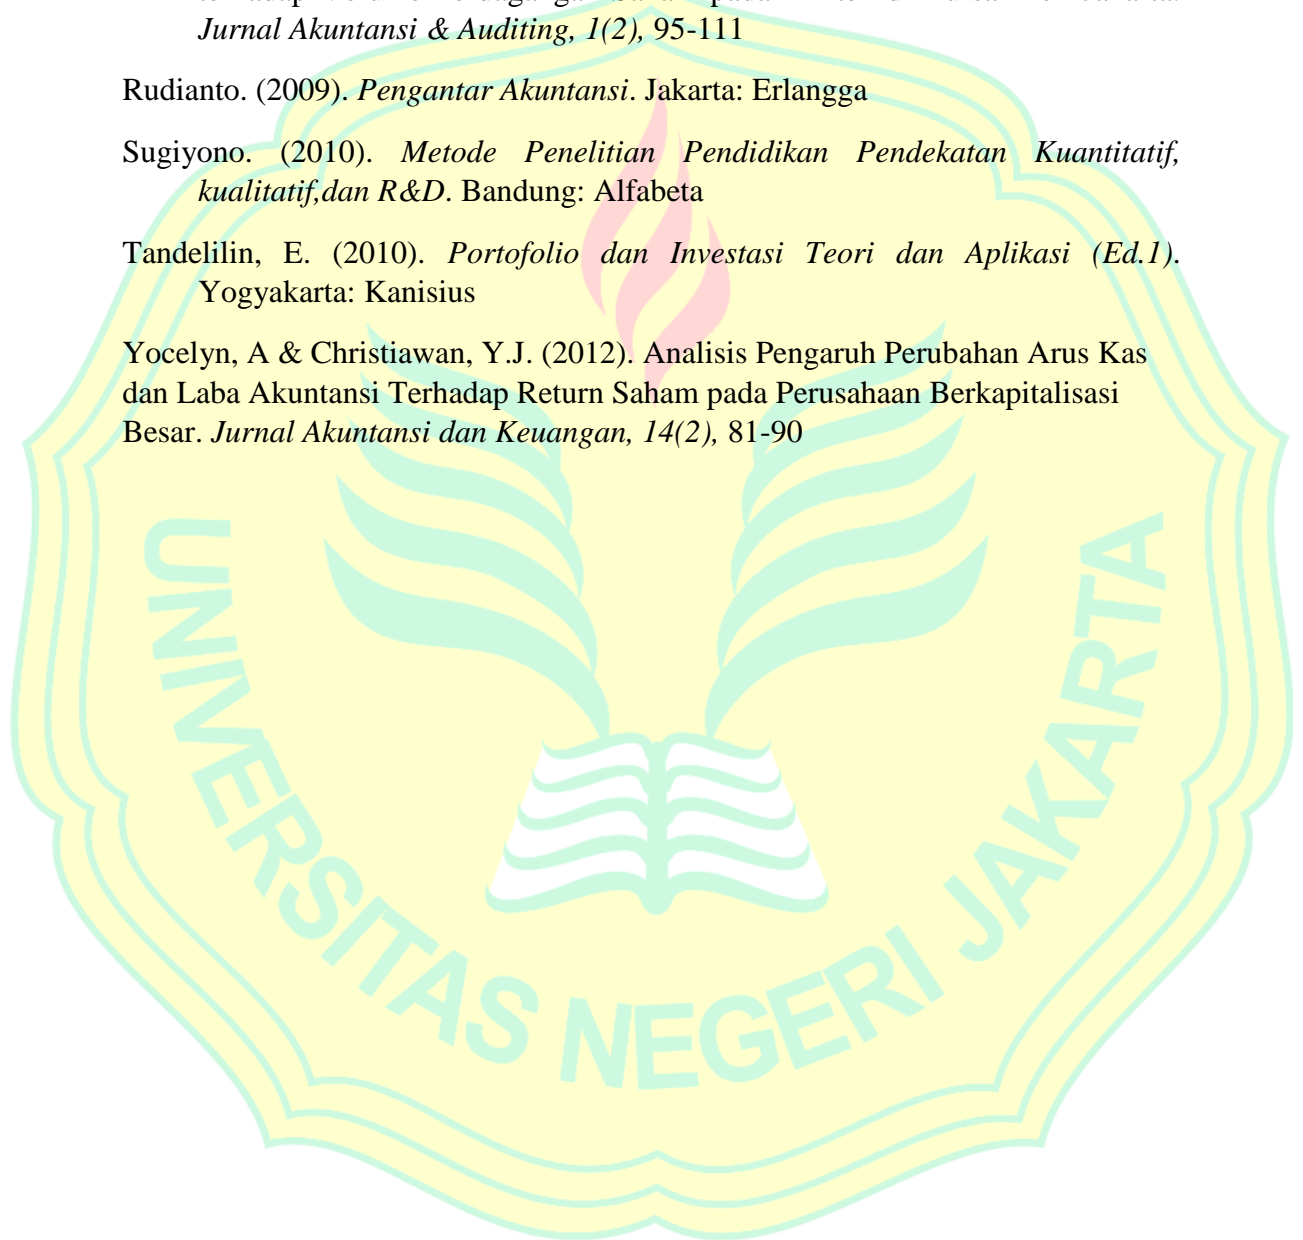 Jurnal Akuntansi & Auditing, 1(2), 95-111
Rudianto. (2009). Pengantar Akuntansi. Jakarta: Erlangga
Sugiyono. (2010). Metode Penelitian Pendidikan Pendekatan Kuantitatif,
kualitatif,dan R&D. Bandung: Alfabeta
Tandelilin, E. (2010). Portofolio dan Investasi Teori dan Aplikasi (Ed.1).
Yogyakarta: Kanisius
Yocelyn, A & Christiawan, Y.J. (2012). Analisis Pengaruh Perubahan Arus Kas
dan Laba Akuntansi Terhadap Return Saham pada Perusahaan Berkapitalisasi
Besar. Jurnal Akuntansi dan Keuangan, 14(2), 81-90
UNIVERSITAS NEGERI JAKARTA